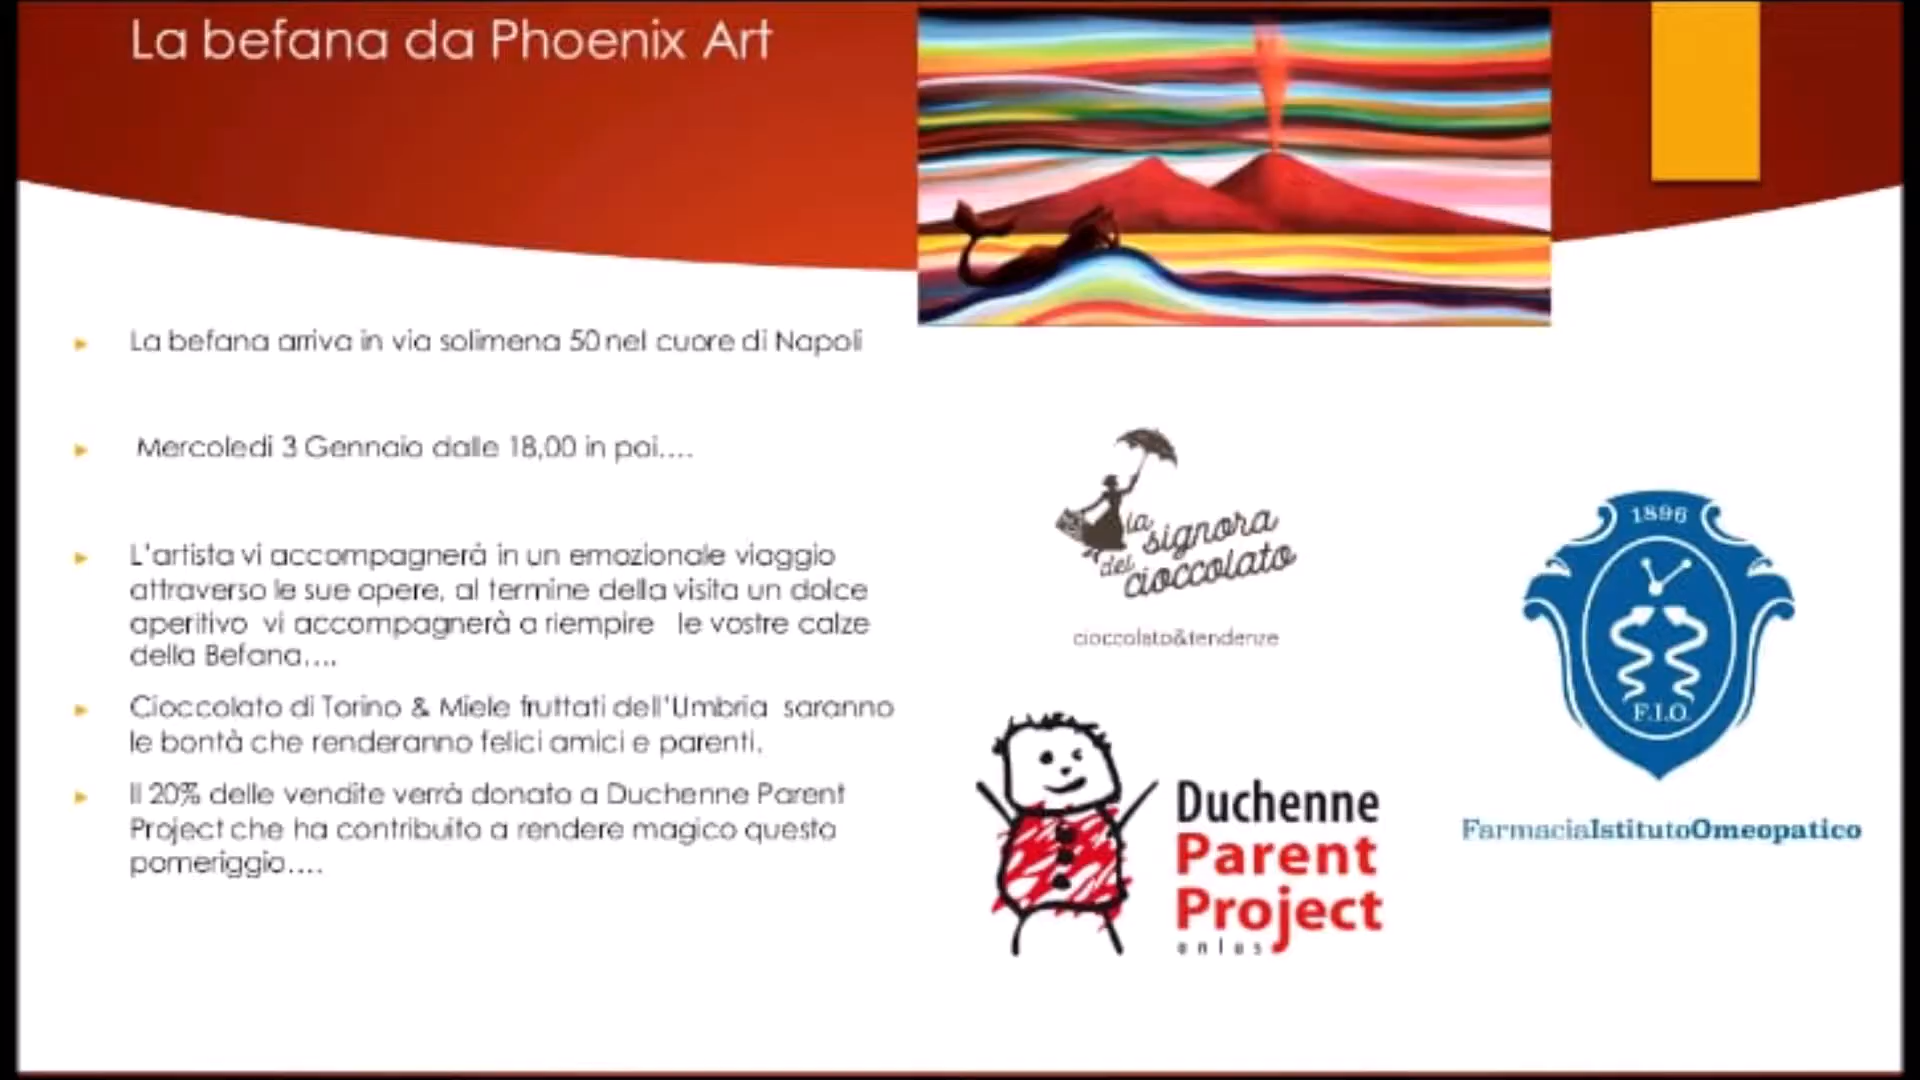 La befana da Phoenix Art
La befana arriva in via solimena 50 nel cuore di Napoli
Mercoledi 3 Gennaio dalle 18,00 in poi....
L'artista vi accompagnerà in un emozionale viaggio
attraverso le sue opere, al termine della visita un dolce
aperitivo vi accompagnerà a riempire le vostre calze
della Befana....
Cioccolato di Torino & Miele fruttati dell'Umbria saranno
le bontà che renderanno felici amici e parenti.
Il 20% delle vendite verrà donato a Duchenne Parent
Project che ha contribuito a rendere magico questo
pomeriggio....
la
signora
del
cioccolato
cioccolato&tendenze
Duchenne
Parent
Project
onlus
1896
F.I.O.
FarmaciaIstitutoOmeopatico